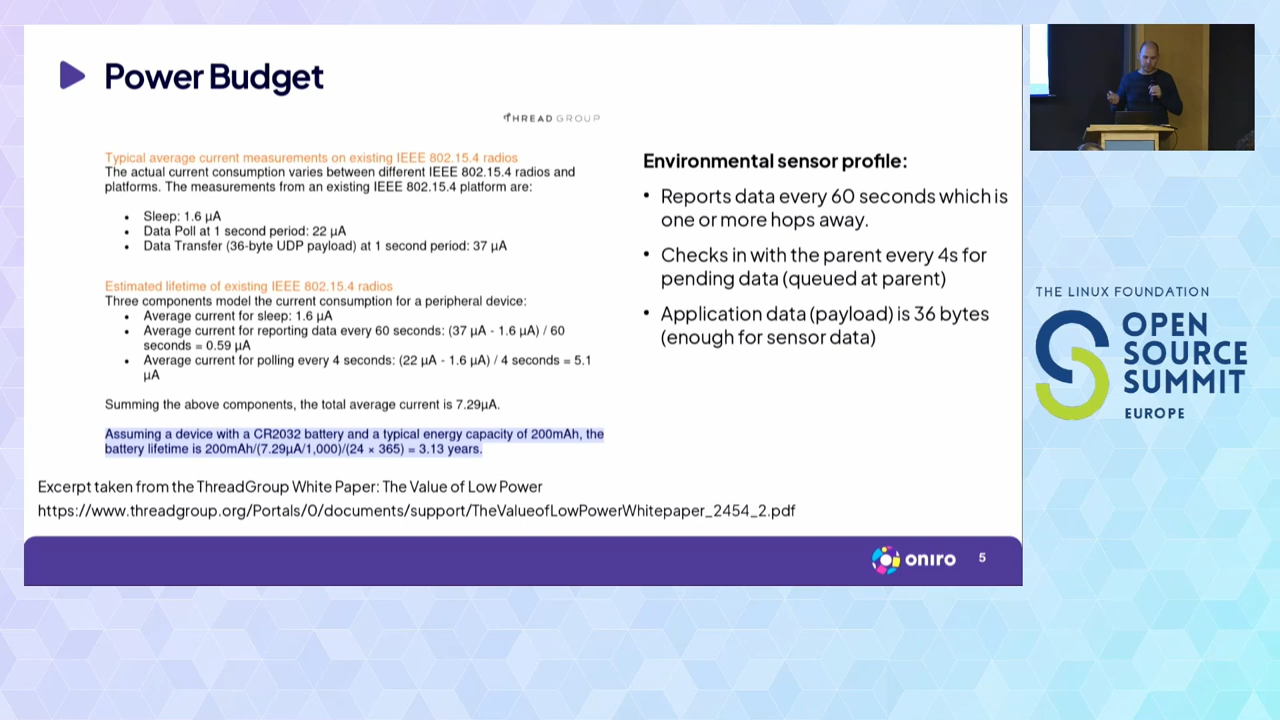 Power Budget
THREAD GROUP
Typical average current measurements on existing IEEE 802.15.4 radios
The actual current consumption varies between different IEEE 802.15.4 radios and
platforms. The measurements from an existing IEEE 802.15.4 platform are:
• Sleep: 1.6 µA
• Data Poll at 1 second period: 22 µA
• Data Transfer (36-byte UDP payload) at 1 second period: 37 µA
Estimated lifetime of existing IEEE 802.15.4 radios
Three components model the current consumption for a peripheral device:
• Average current for sleep: 1.6 µA
• Average current for reporting data every 60 seconds: (37 µA - 1.6 µA) / 60
seconds = 0.59 µA
• Average current for polling every 4 seconds: (22 µA - 1.6 µA) / 4 seconds = 5.1
µA
Summing the above components, the total average current is 7.29µA.
Assuming a device with a CR2032 battery and a typical energy capacity of 200mAh, the
battery lifetime is 200mAh/(7.29µA/1,000)/(24 × 365) = 3.13 years.
Environmental sensor profile:
• Reports data every 60 seconds which is
one or more hops away.
• Checks in with the parent every 4s for
pending data (queued at parent)
• Application data (payload) is 36 bytes
(enough for sensor data)
Excerpt taken from the ThreadGroup White Paper: The Value of Low Power
https://www.threadgroup.org/Portals/0/documents/support/TheValueofLowPowerWhitepaper_2454_2.pdf
oniro
5
THE LINUX FOUNDATION
OPEN
SOURCE
SUMMIT
EUROPE